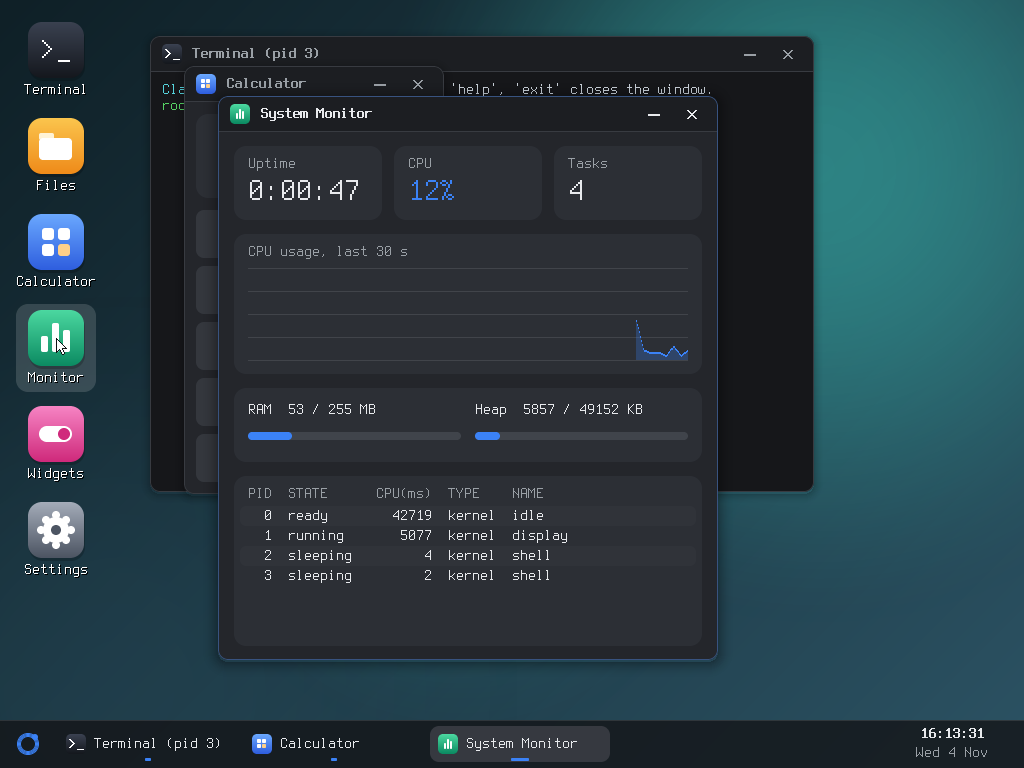 Terminal
Files
Calculator
Monitor
Widgets
Settings
Terminal (pid 3)
Cla
'help', 'exit' closes the window.
roo
Calculator
System Monitor
Uptime
0:00:47
CPU
12%
Tasks
4
CPU usage, last 30 s
RAM 53 / 255 MB
Heap 5857 / 49152 KB
PID STATE CPU(ms) TYPE NAME
0 ready 42719 kernel idle
1 running 5077 kernel display
2 sleeping 4 kernel shell
3 sleeping 2 kernel shell
Terminal (pid 3)
Calculator
System Monitor
16:13:31
Wed 4 Nov